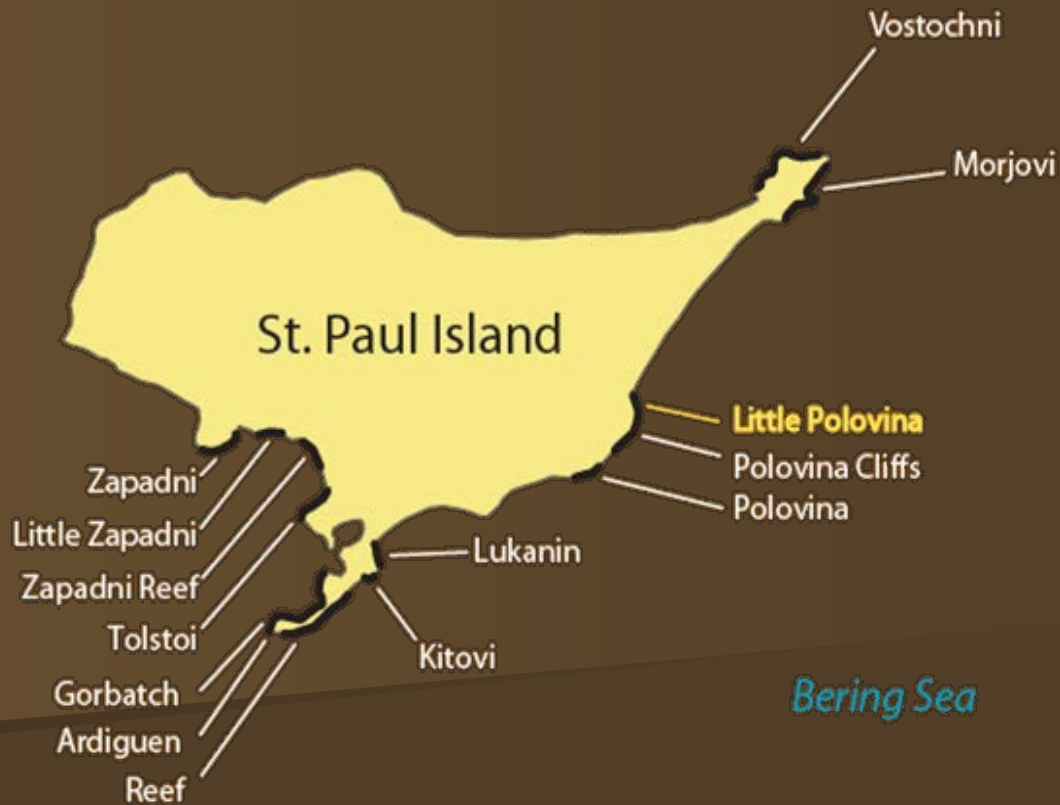 Vostochni
Morjovi
St. Paul Island
Little Polovina
Polovina Cliffs
Polovina
Zapadni
Little Zapadni
Lukanin
Zapadni Reef
Tolstoi
Kitovi
Gorbatch
Bering Sea
Ardiguen
Reef